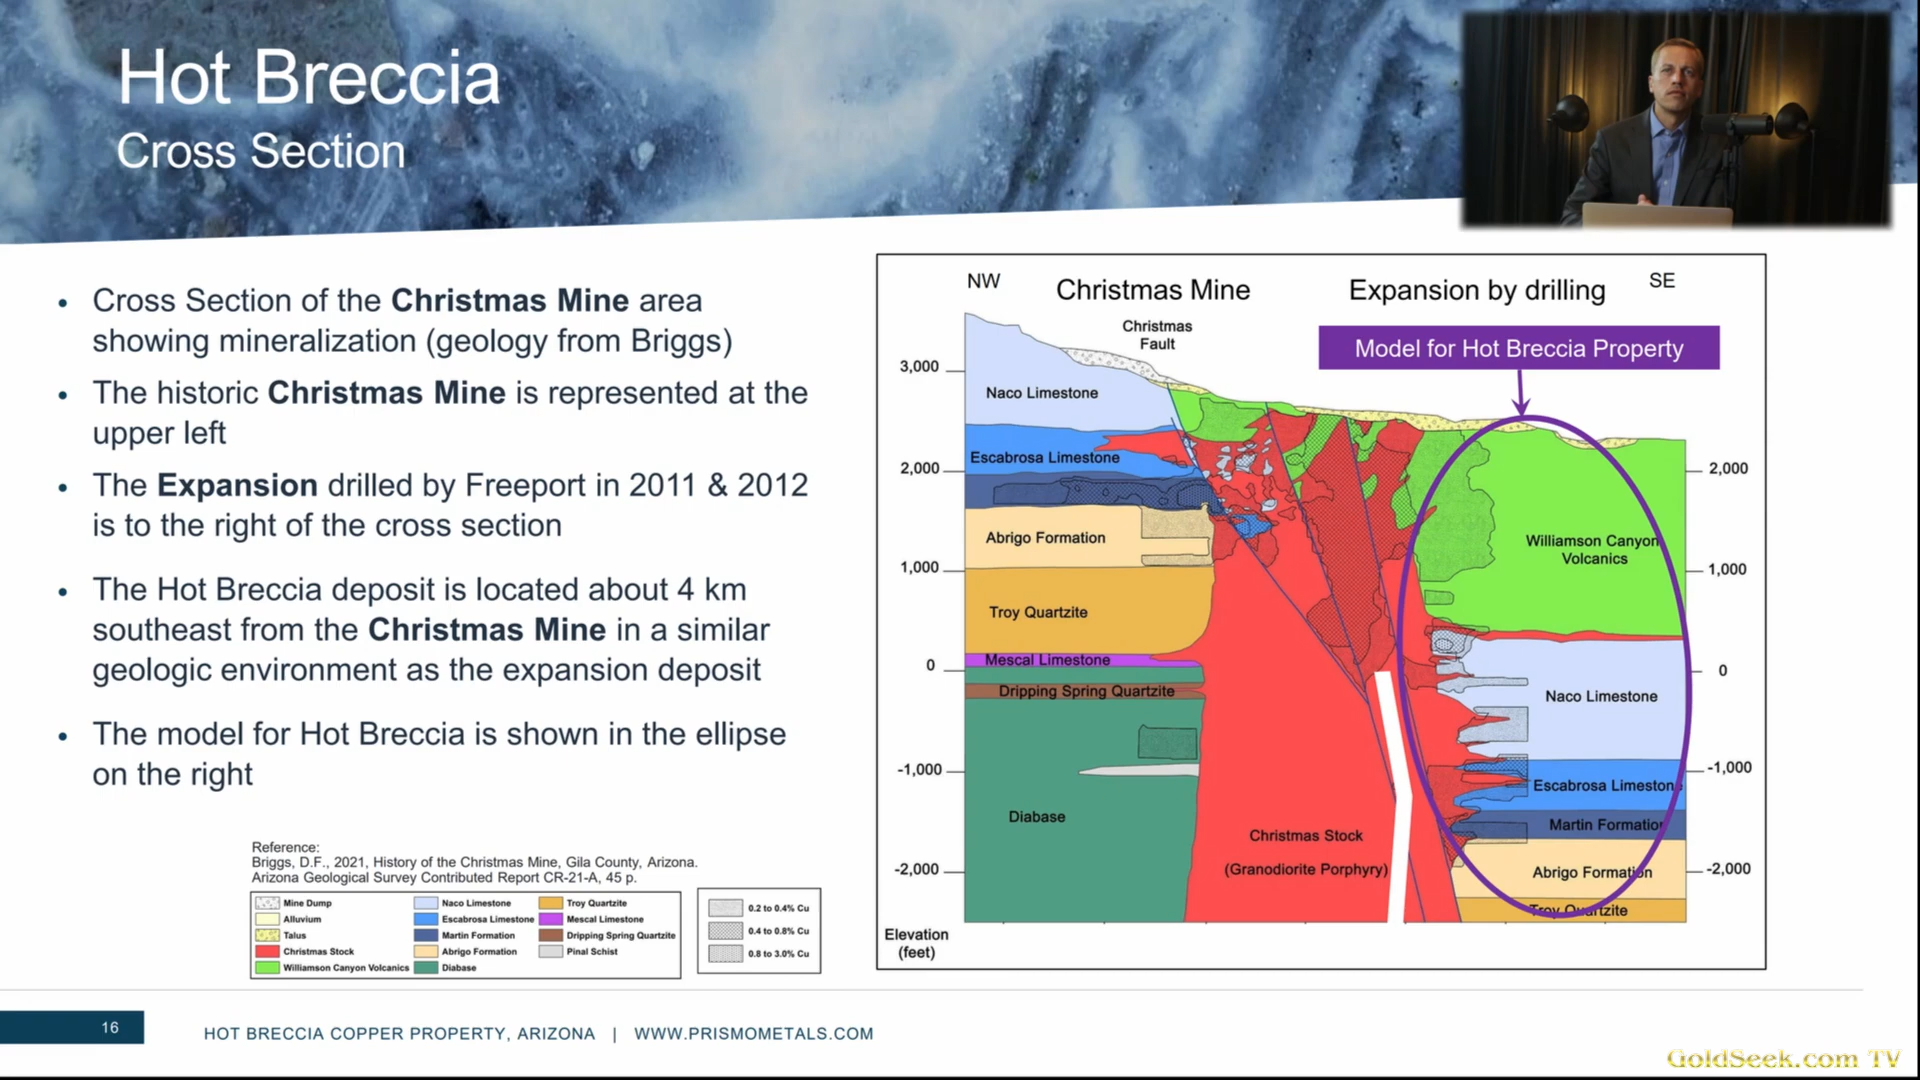 Hot Breccia
Cross Section
• Cross Section of the Christmas Mine area
showing mineralization (geology from Briggs)
• The historic Christmas Mine is represented at the
upper left
• The Expansion drilled by Freeport in 2011 & 2012
is to the right of the cross section
• The Hot Breccia deposit is located about 4 km
southeast from the Christmas Mine in a similar
geologic environment as the expansion deposit
• The model for Hot Breccia is shown in the ellipse
on the right
Reference:
Briggs, D.F., 2021, History of the Christmas Mine, Gila County, Arizona.
Arizona Geological Survey Contributed Report CR-21-A, 45 p.
Mine Dump
Alluvium
Talus
Christmas Stock
Williamson Canyon Volcanics
Naco Limestone
Escabrosa Limestone
Martin Formation
Abrigo Formation
Diabase
Troy Quartzite
Mescal Limestone
Dripping Spring Quartzite
Pinal Schist
0.2 to 0.4% Cu
0.4 to 0.8% Cu
0.8 to 3.0% Cu
NW
Christmas Mine
Expansion by drilling
SE
Christmas
Fault
Model for Hot Breccia Property
3,000
2,000
1,000
0
-1,000
-2,000
Naco Limestone
Escabrosa Limestone
Abrigo Formation
Troy Quartzite
Mescal Limestone
Dripping Spring Quartzite
Diabase
Christmas Stock
(Granodiorite Porphyry)
Williamson Canyon
Volcanics
Naco Limestone
Escabrosa Limestone
Martin Formation
Abrigo Formation
Troy Quartzite
2,000
1,000
0
-1,000
-2,000
Elevation
(feet)
16
HOT BRECCIA COPPER PROPERTY, ARIZONA | WWW.PRISMOMETALS.COM
GoldSeek.com TV